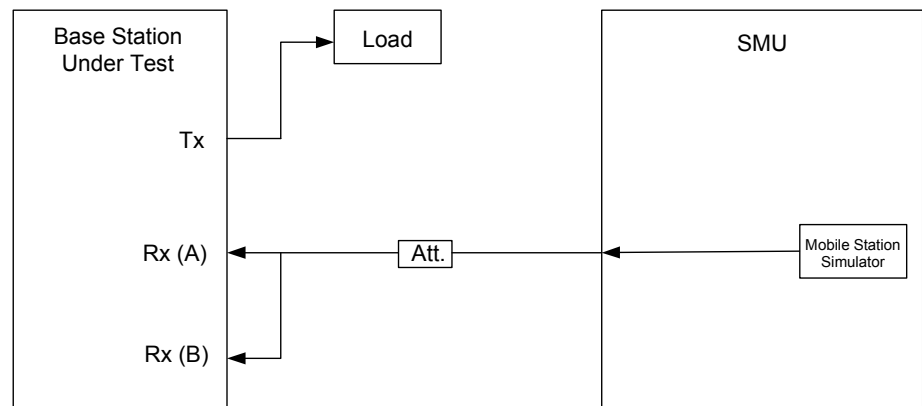 Base Station
Under Test
Load
SMU
Tx
Rx (A)
Att.
Mobile Station
Simulator
Rx (B)